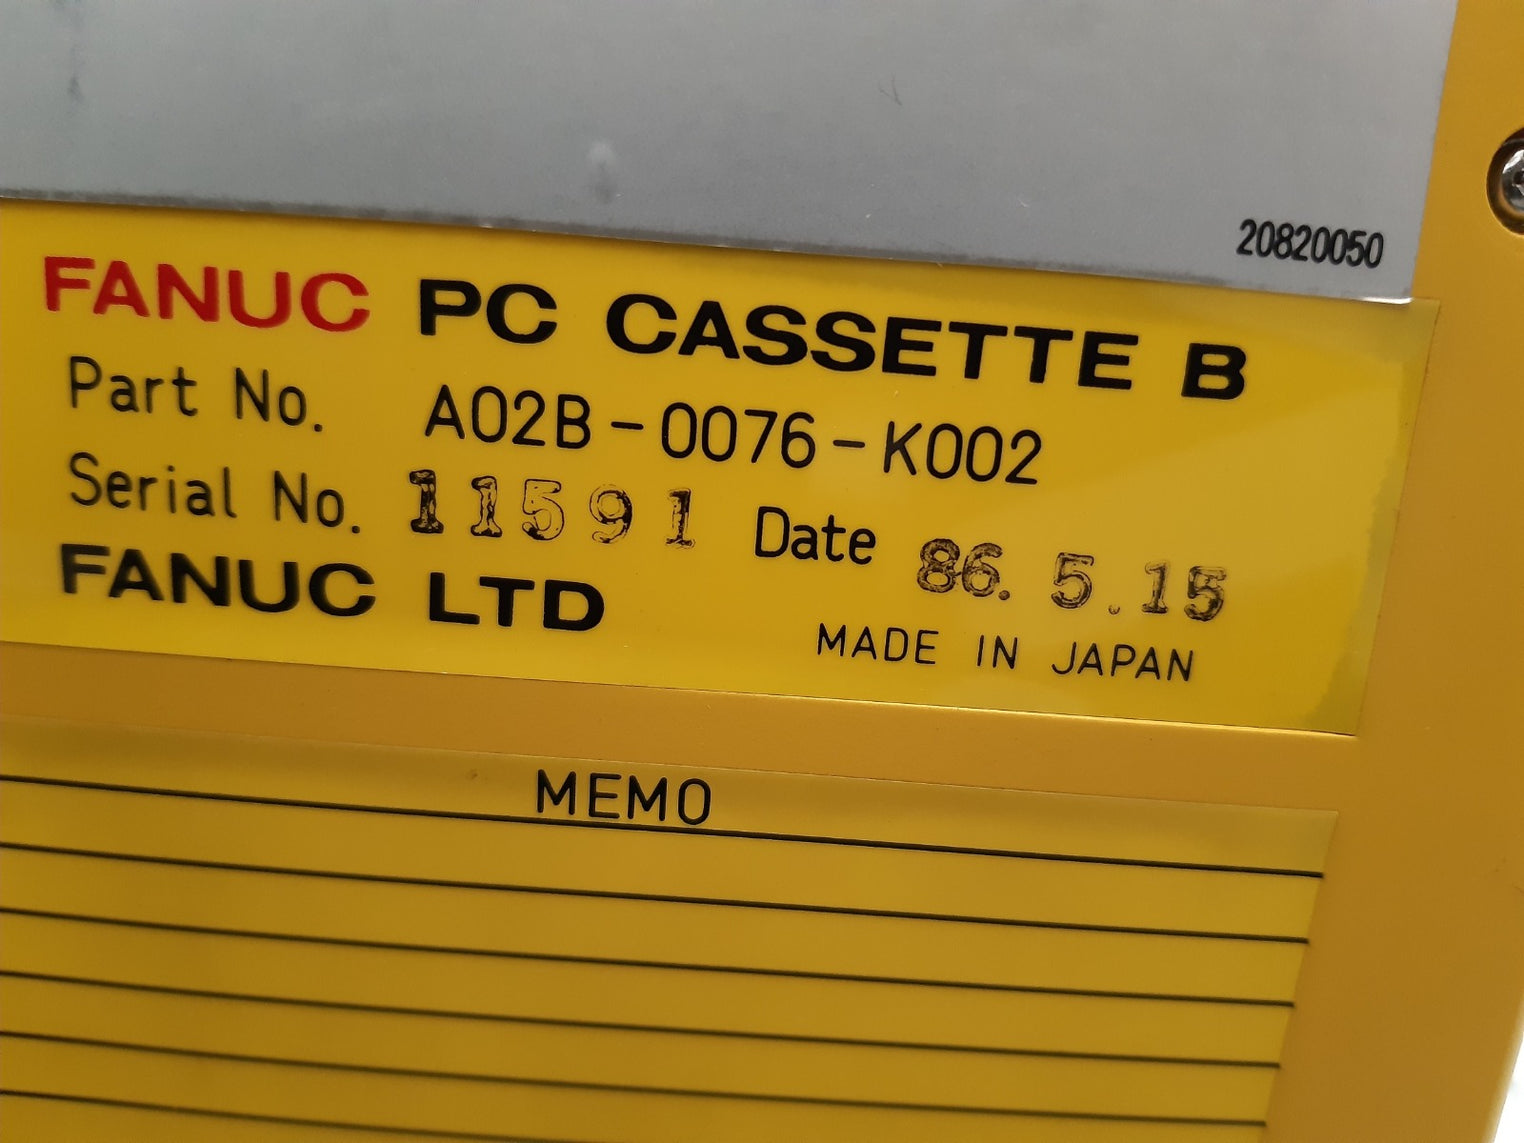 20820050
FANUC PC CASSETTE B
Part No. A02B-0076-K002
Serial No. 11591 Date 86. 5. 15
FANUC LTD
MADE IN JAPAN
MEMO